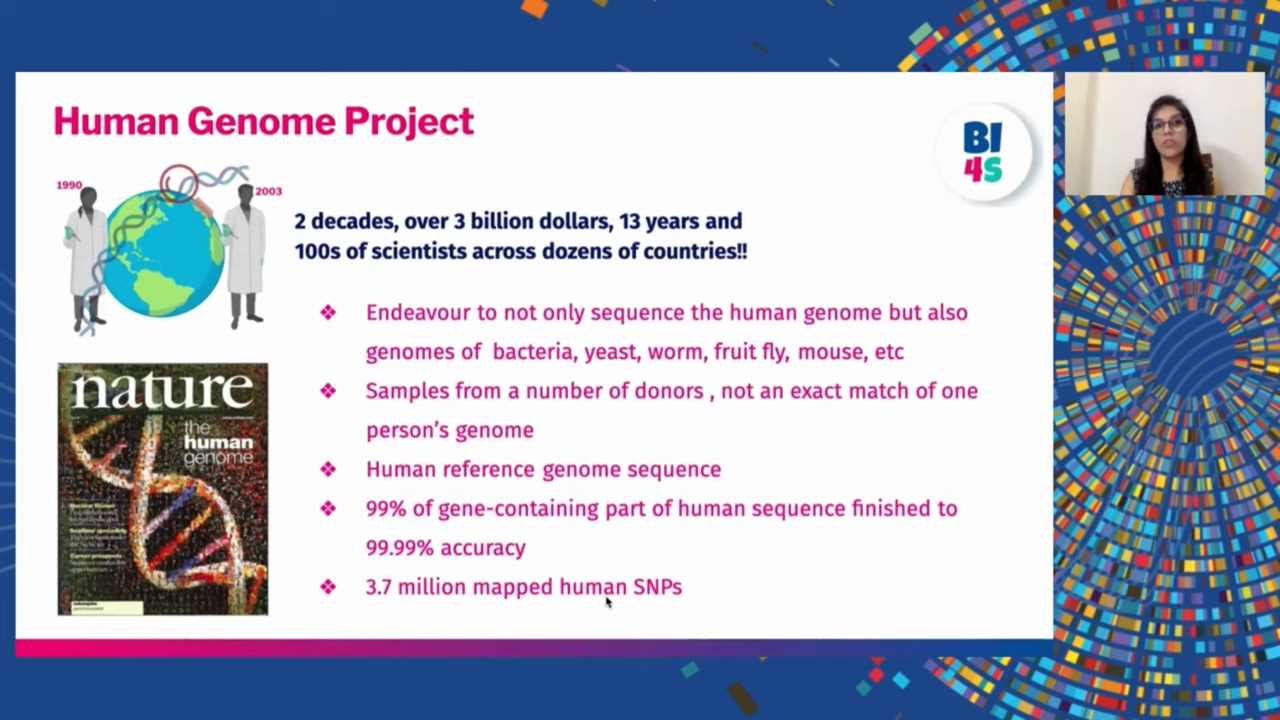 Human Genome Project
BI
4S
1990
2003
2 decades, over 3 billion dollars, 13 years and
100s of scientists across dozens of countries!!
Endeavour to not only sequence the human genome but also
genomes of bacteria, yeast, worm, fruit fly, mouse, etc
Samples from a number of donors , not an exact match of one
person's genome
Human reference genome sequence
99% of gene-containing part of human sequence finished to
99.99% accuracy
3.7 million mapped human SNPs
nature
the
human
genome